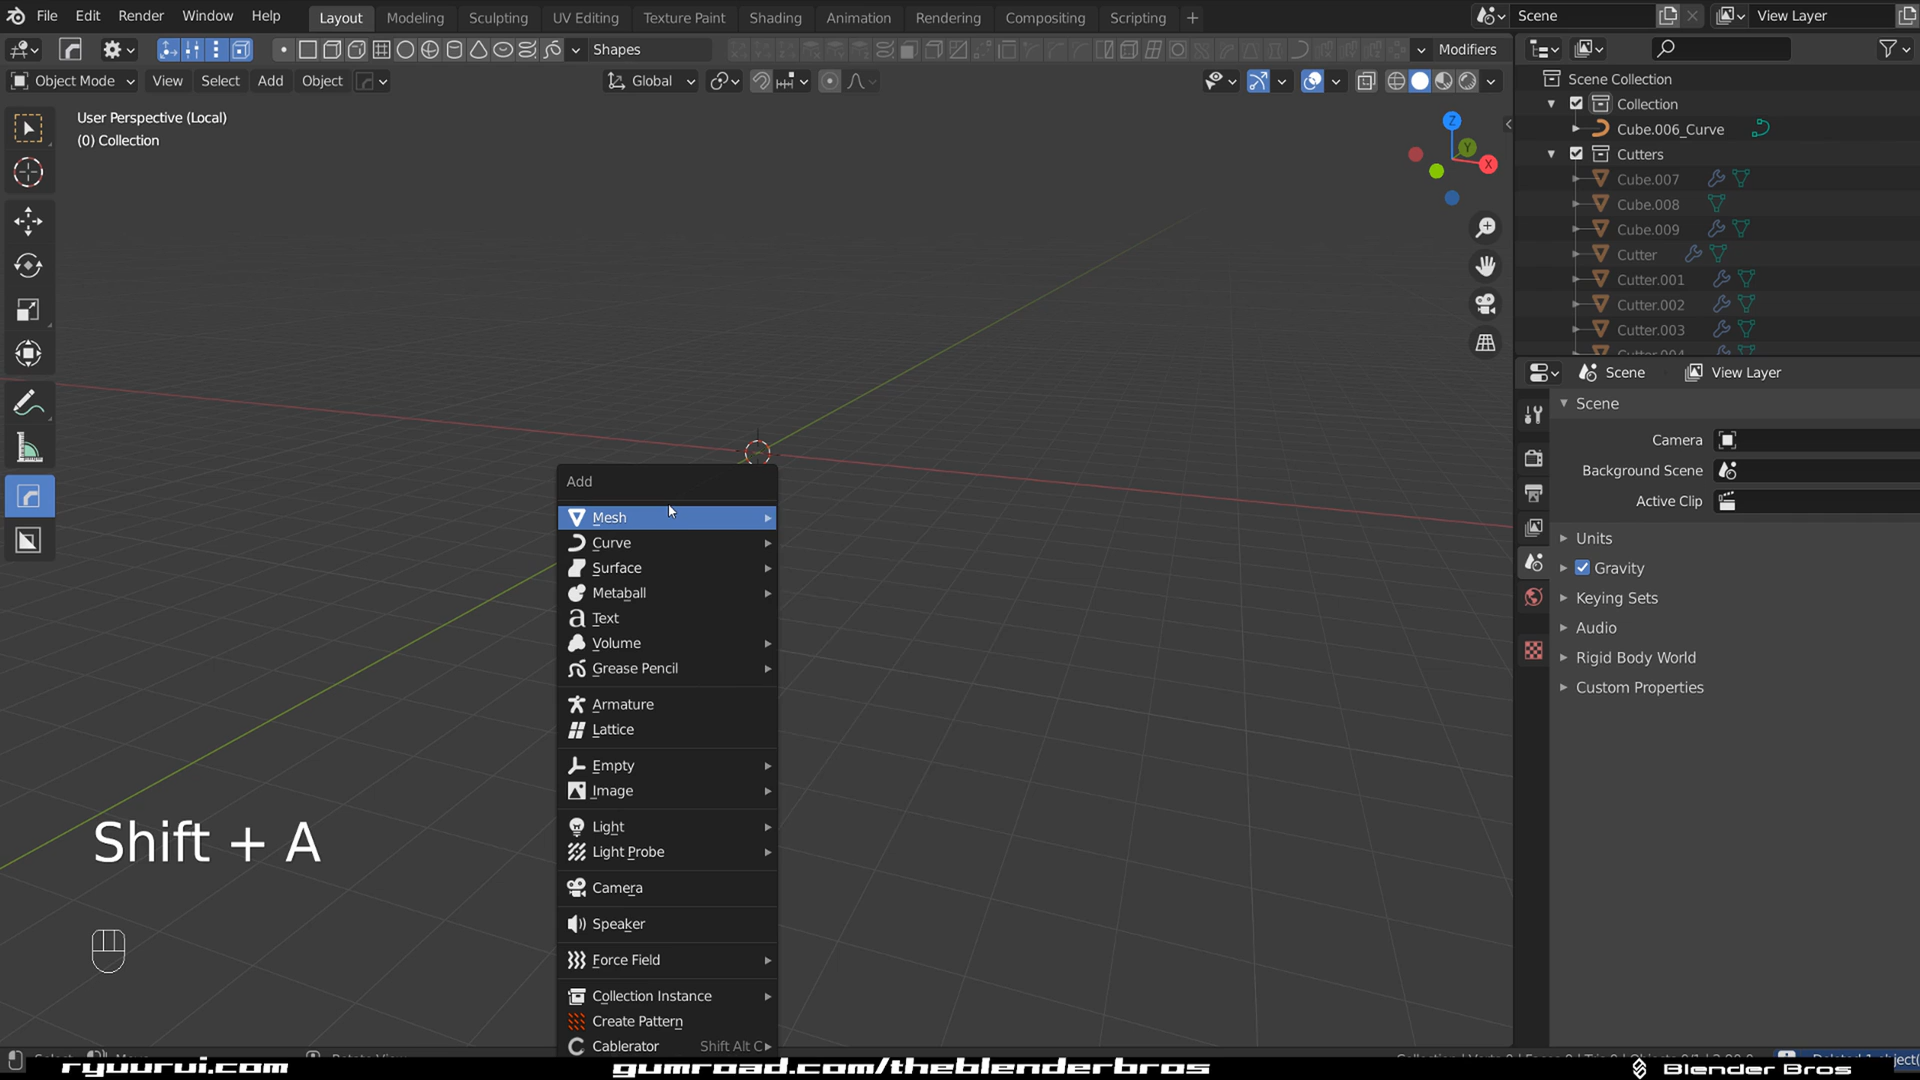 File Edit Render Window Help Layout Modeling Sculpting UV Editing Texture Paint Shading Animation Rendering Compositing Scripting + Scene View Layer
Shapes Modifiers
Object Mode View Select Add Object Global
User Perspective (Local)
(0) Collection
Z
Y
X
Scene Collection
Collection
Cube.006_Curve
Cutters
Cube.007
Cube.008
Cube.009
Cutter
Cutter.001
Cutter.002
Cutter.003
Cutter.004
Scene View Layer
Scene
Camera
Background Scene
Active Clip
Units
Gravity
Keying Sets
Audio
Rigid Body World
Custom Properties
Add
Mesh
Curve
Surface
Metaball
Text
Volume
Grease Pencil
Armature
Lattice
Empty
Image
Light
Light Probe
Camera
Speaker
Force Field
Collection Instance
Create Pattern
Cablerator Shift Alt C
Shift + A
ryuurui.com
gumroad.com/theblenderbros
Blender Bros